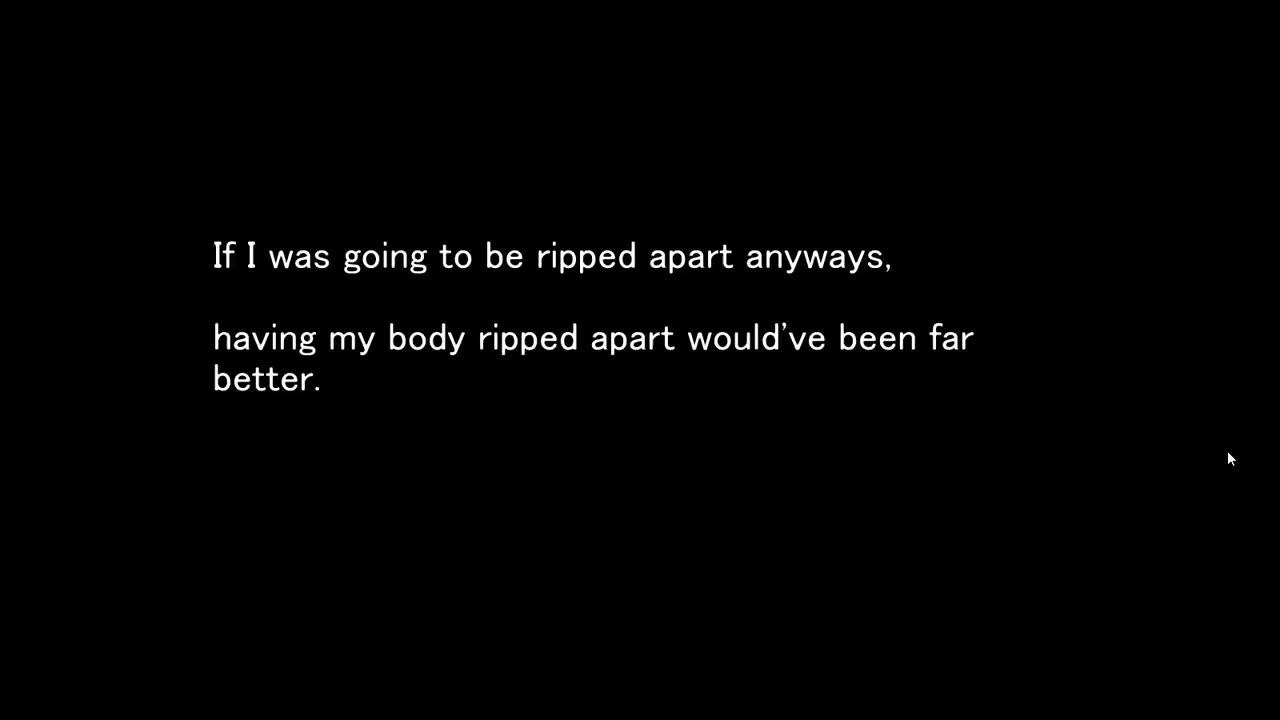 If I was going to be ripped apart anyways,
having my body ripped apart would've been far
better.